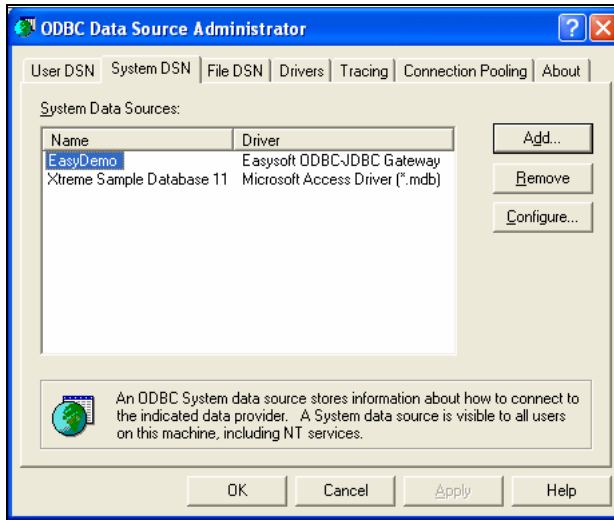 ODBC Data Source Administrator
User DSN System DSN File DSN Drivers Tracing Connection Pooling About
System Data Sources:
Name Driver
EasyDemo Easysoft ODBC-JDBC Gateway
Xtreme Sample Database 11 Microsoft Access Driver (*.mdb)
Add...
Remove
Configure...
An ODBC System data source stores information about how to connect to
the indicated data provider. A System data source is visible to all users
on this machine, including NT services.
OK Cancel Apply Help